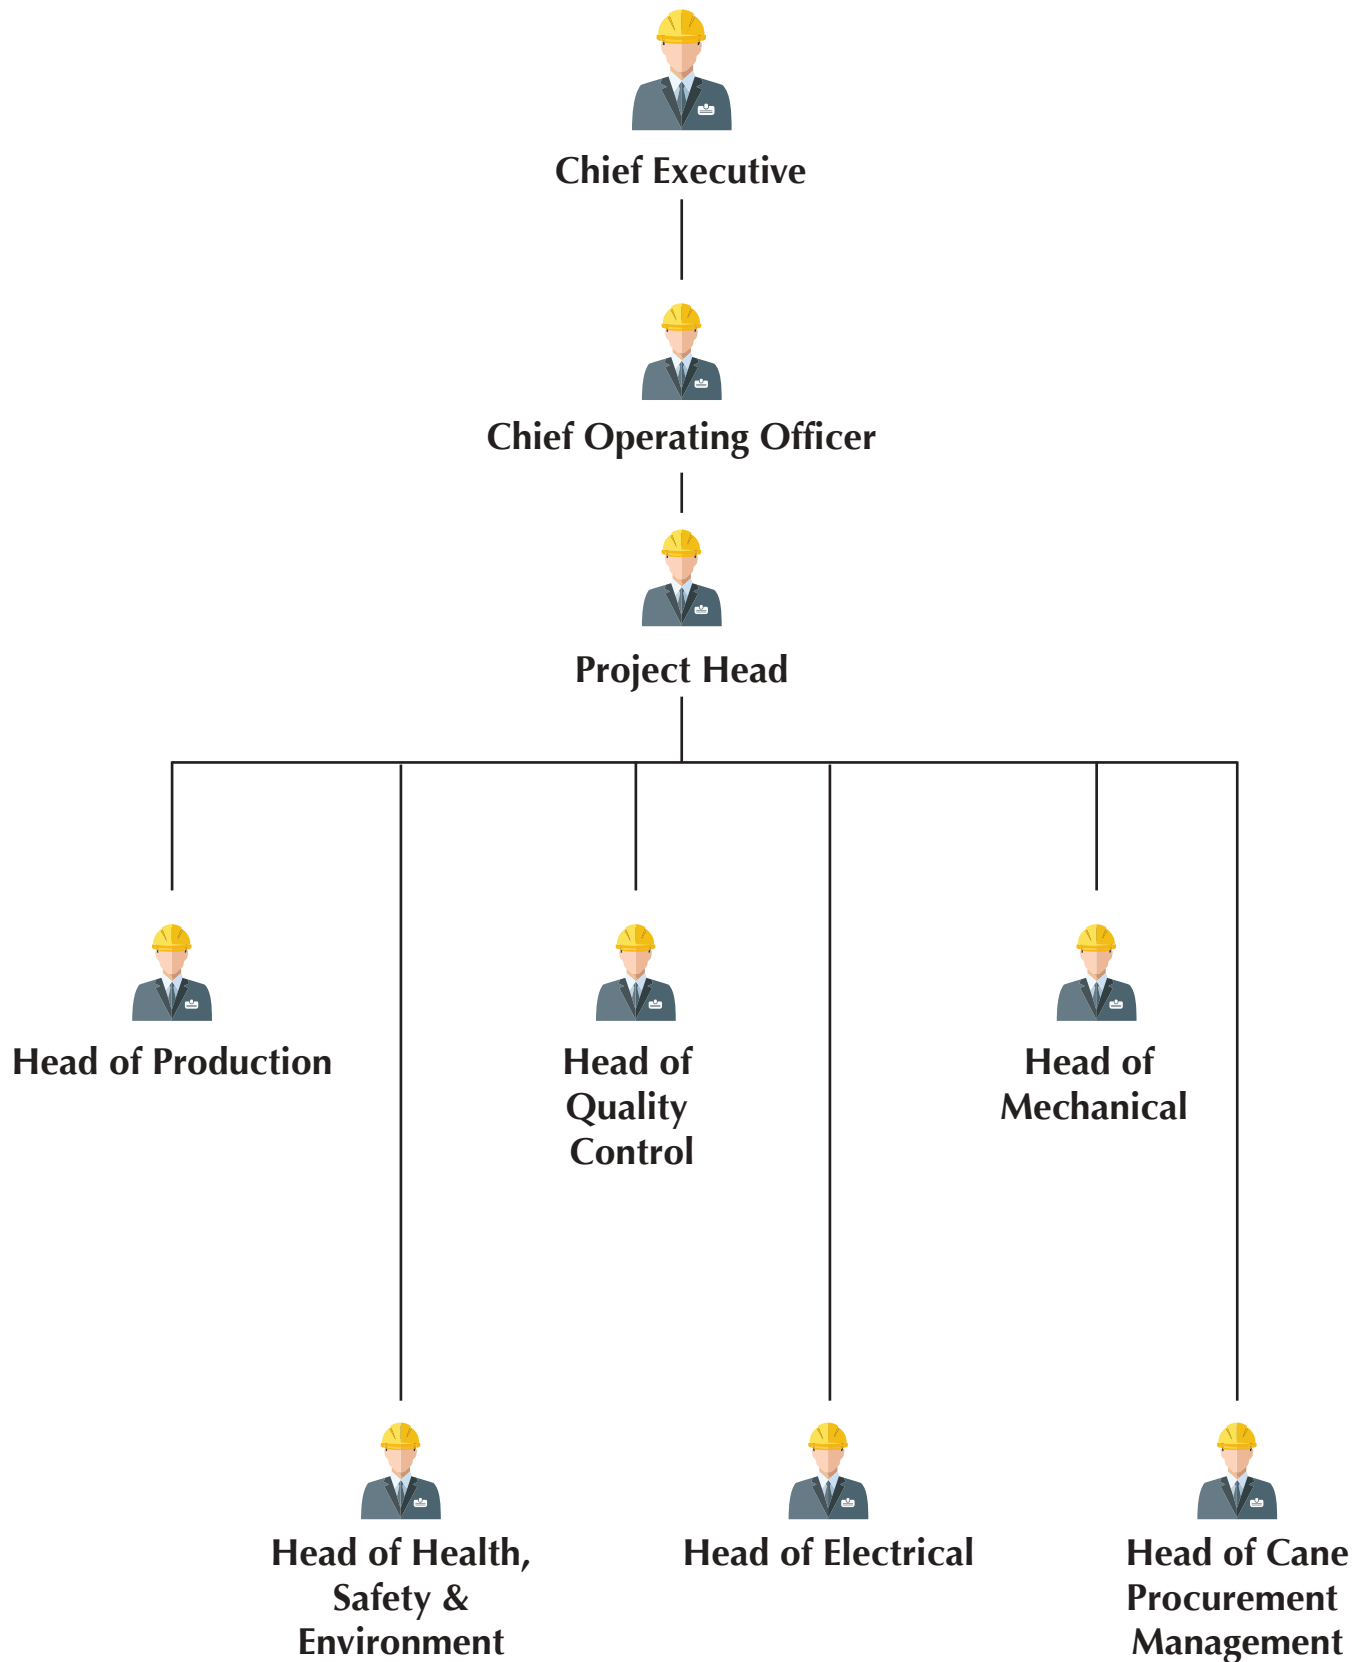 Chief Executive
Chief Operating Officer
Project Head
Head of Production
Head of
Quality
Control
Head of
Mechanical
Head of Health,
Safety &
Environment
Head of Electrical
Head of Cane
Procurement
Management